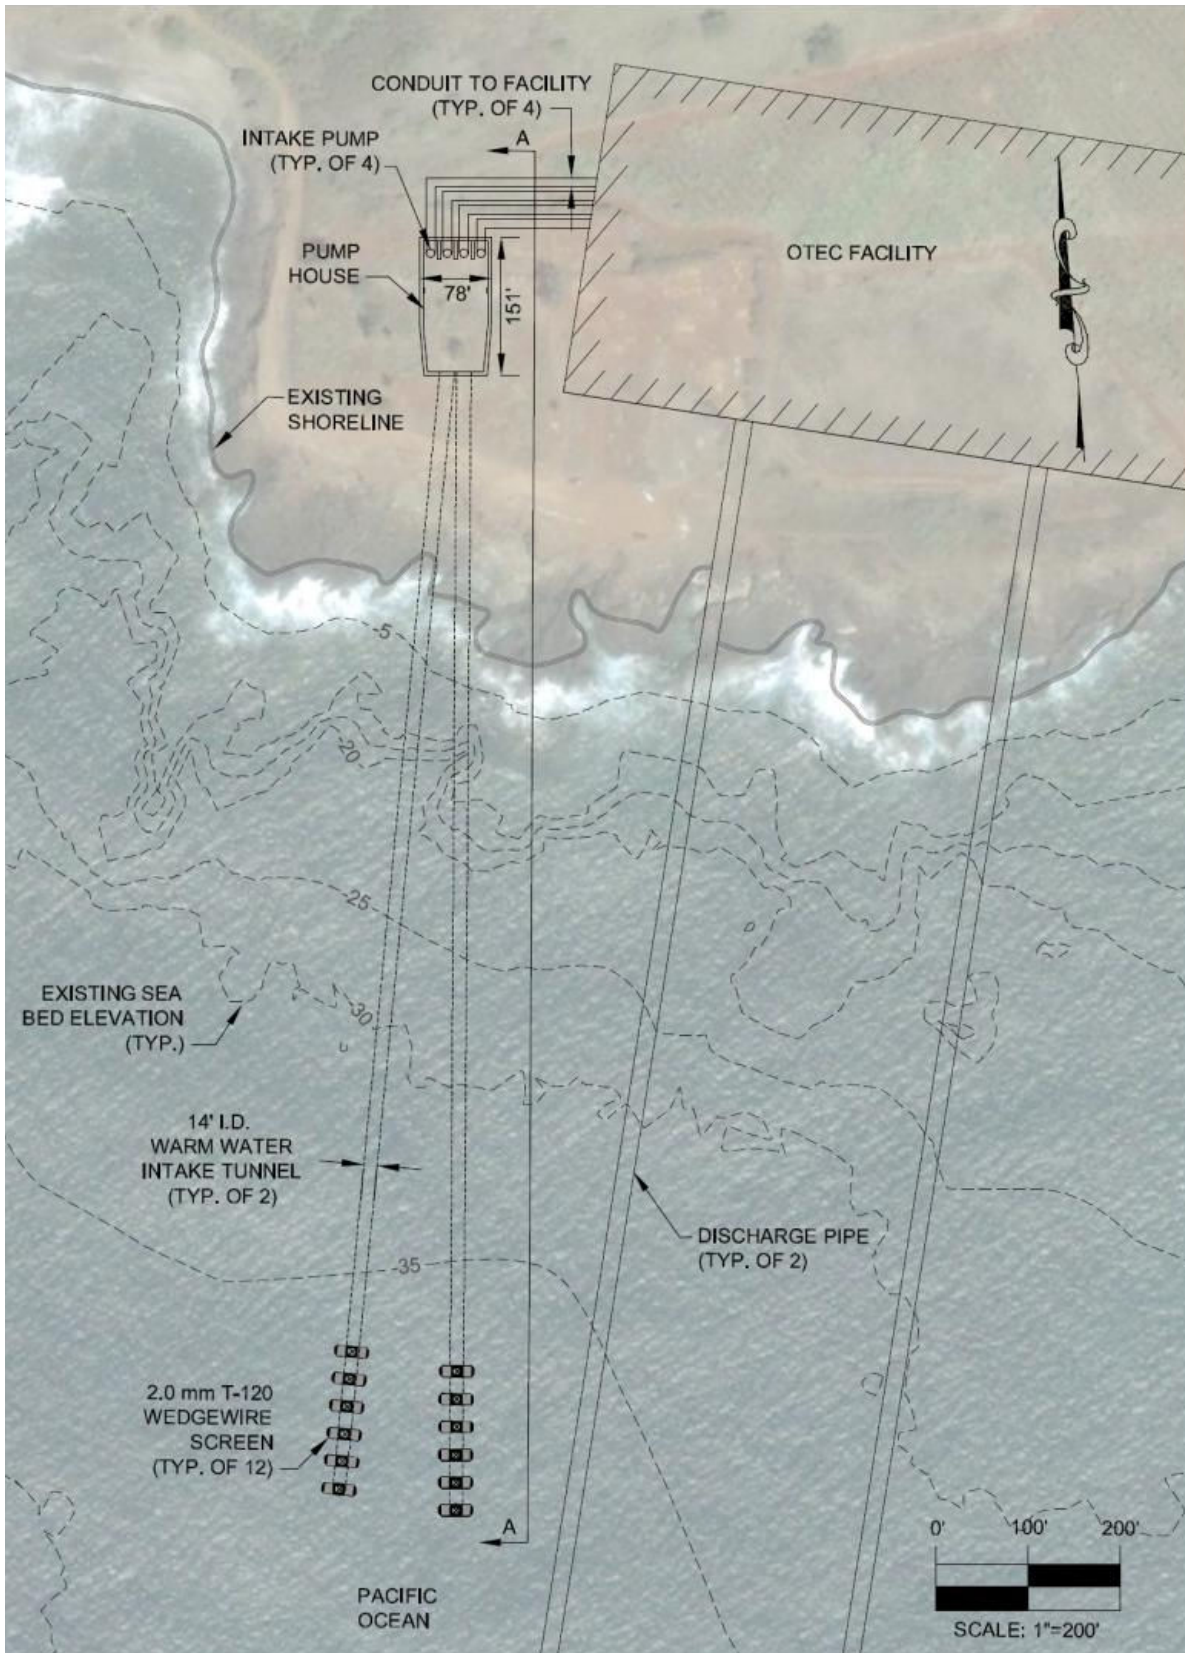 CONDUIT TO FACILITY
(TYP. OF 4)
INTAKE PUMP
(TYP. OF 4)
A
PUMP
HOUSE
78'
151'
OTEC FACILITY
EXISTING
SHORELINE
-5
-20
-25
-30
EXISTING SEA
BED ELEVATION
(TYP.)
14' I.D.
WARM WATER
INTAKE TUNNEL
(TYP. OF 2)
DISCHARGE PIPE
(TYP. OF 2)
-35
2.0 mm T-120
WEDGEWIRE
SCREEN
(TYP. OF 12)
A
PACIFIC
OCEAN
0' 100' 200'
SCALE: 1"=200'